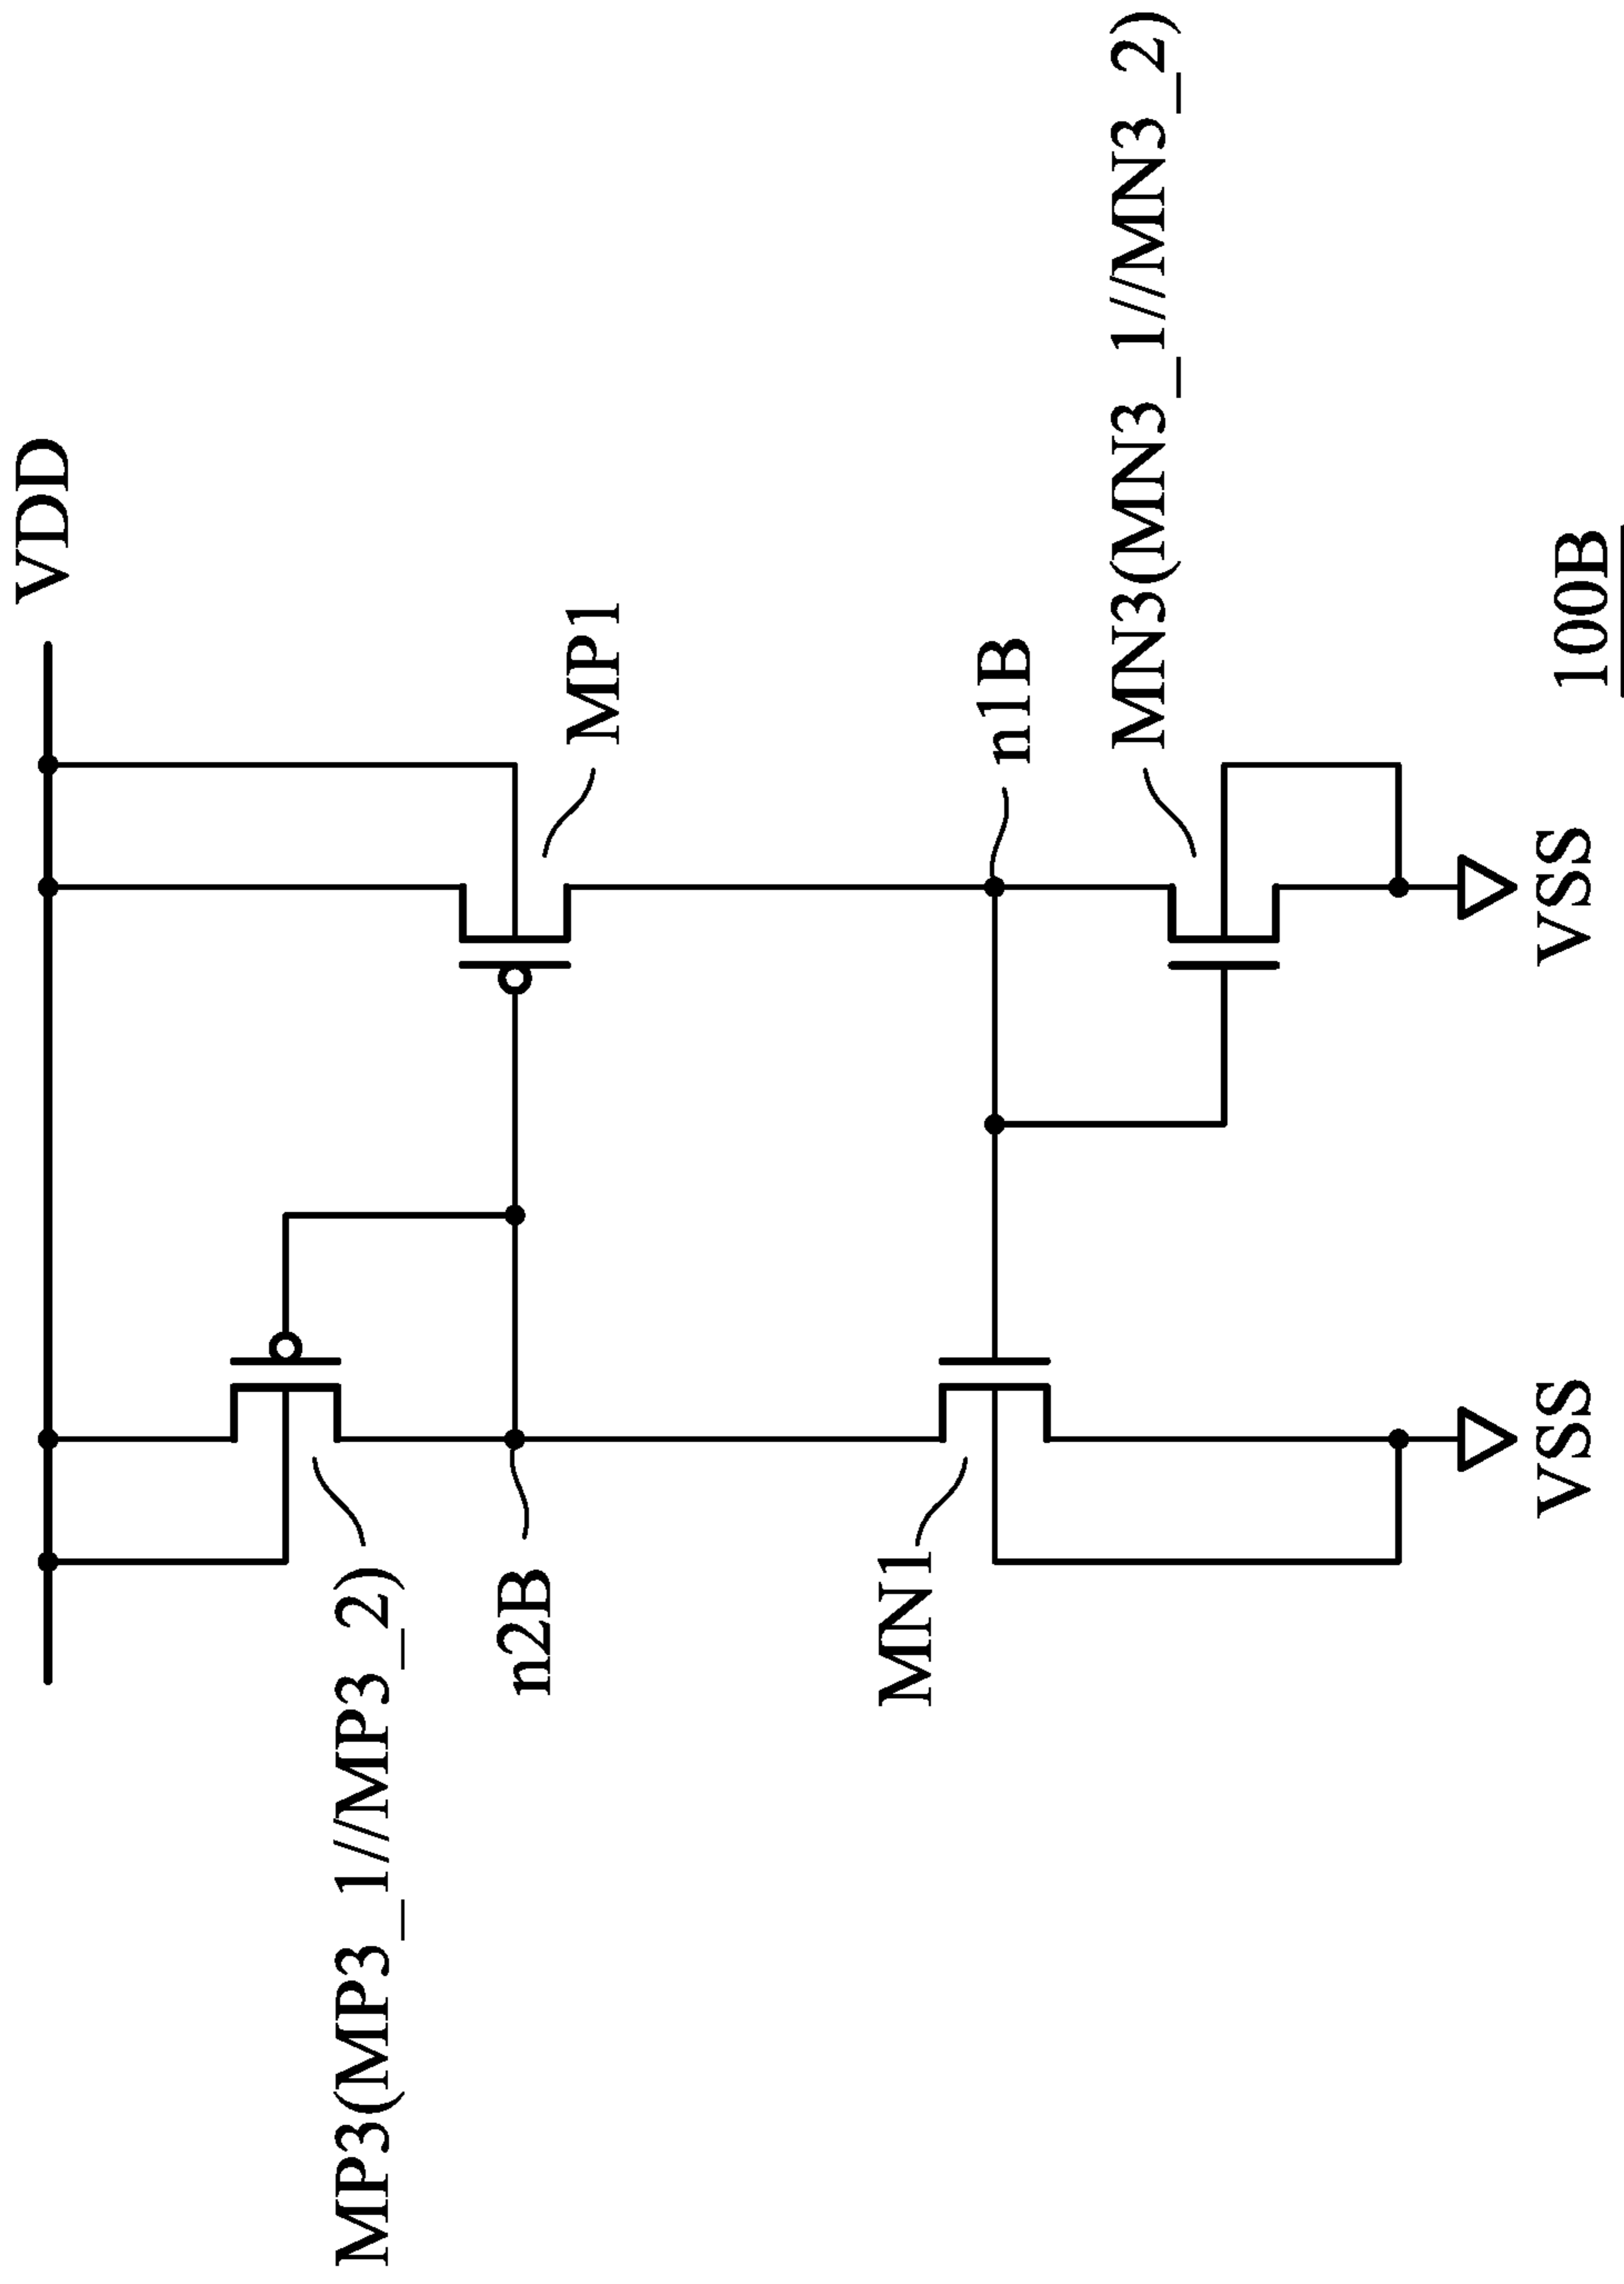 VDD
MP1
MP3(MP3_1//MP3_2)
n2B
n1B
MN1
MN3(MN3_1//MN3_2)
VSS
VSS
100B